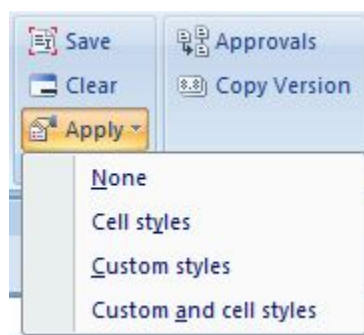 Save
Approvals
Clear
Copy Version
Apply
None
Cell styles
Custom styles
Custom and cell styles